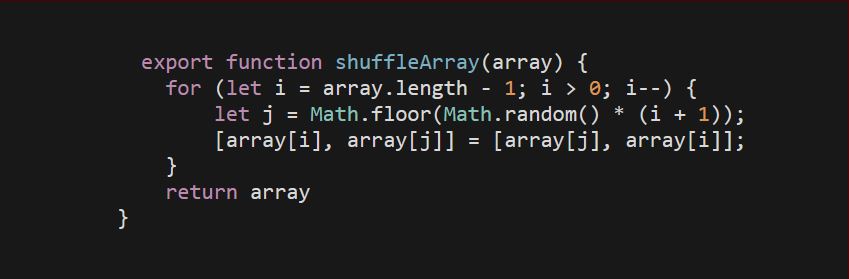 export function shuffleArray(array) {
for (let i = array.length - 1; i > 0; i--) {
let j = Math.floor(Math.random() * (i + 1));
[array[i], array[j]] = [array[j], array[i]];
}
return array
}